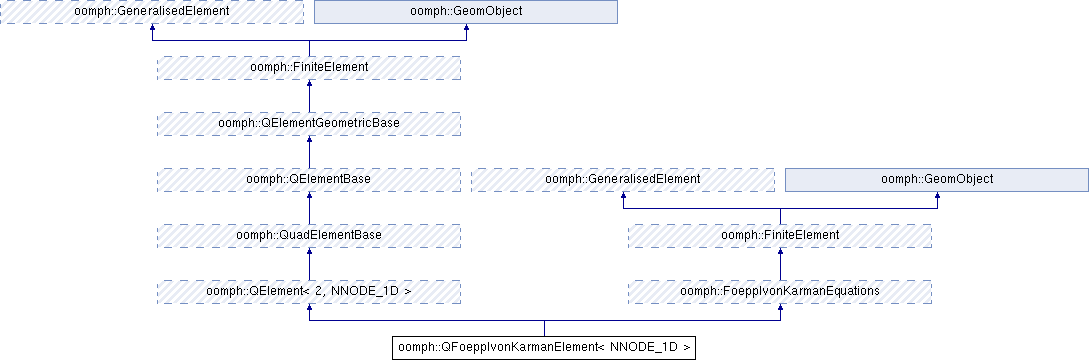 oomph::GeneralisedElement
oomph::GeomObject
oomph::FiniteElement
oomph::QElementGeometricBase
oomph::QElementBase
oomph::GeneralisedElement
oomph::GeomObject
oomph::QuadElementBase
oomph::FiniteElement
oomph::QElement< 2, NNODE_1D >
oomph::FoepplvonKarmanEquations
oomph::QFoepplvonKarmanElement< NNODE_1D >